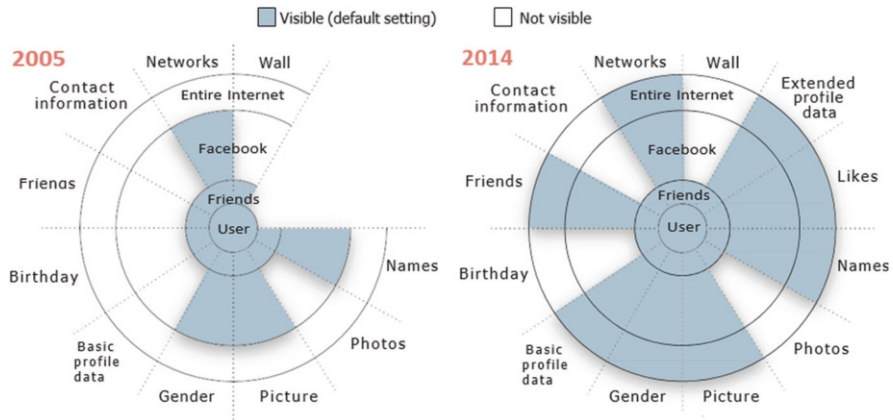 Visible (default setting)
Not visible
2005
Networks
Wall
Contact
information
Entire Internet
Facebook
Friends
Friends
User
Birthday
Names
Basic
profile
data
Photos
Gender
Picture
2014
Networks
Wall
Contact
information
Extended
profile
data
Entire Internet
Facebook
Friends
Likes
Friends
User
Birthday
Names
Photos
Basic
profile
data
Gender
Picture